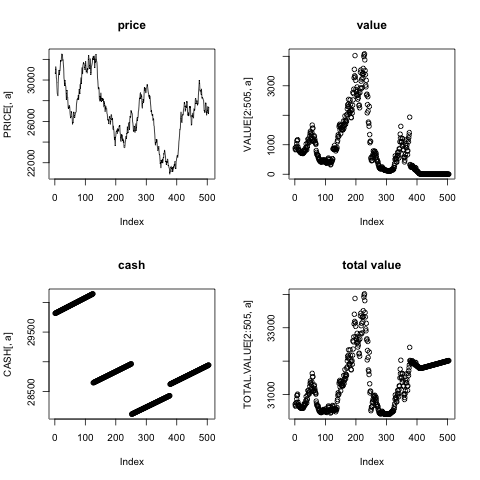 price
PRICE[, a]
22000 26000 30000
0 100 200 300 400 500
Index
value
VALUE[2:505, a]
0 1000 3000
0 100 200 300 400 500
Index
cash
CASH[, a]
28500 29500
0 100 200 300 400 500
Index
total value
TOTAL.VALUE[2:505, a]
31000 33000
0 100 200 300 400 500
Index